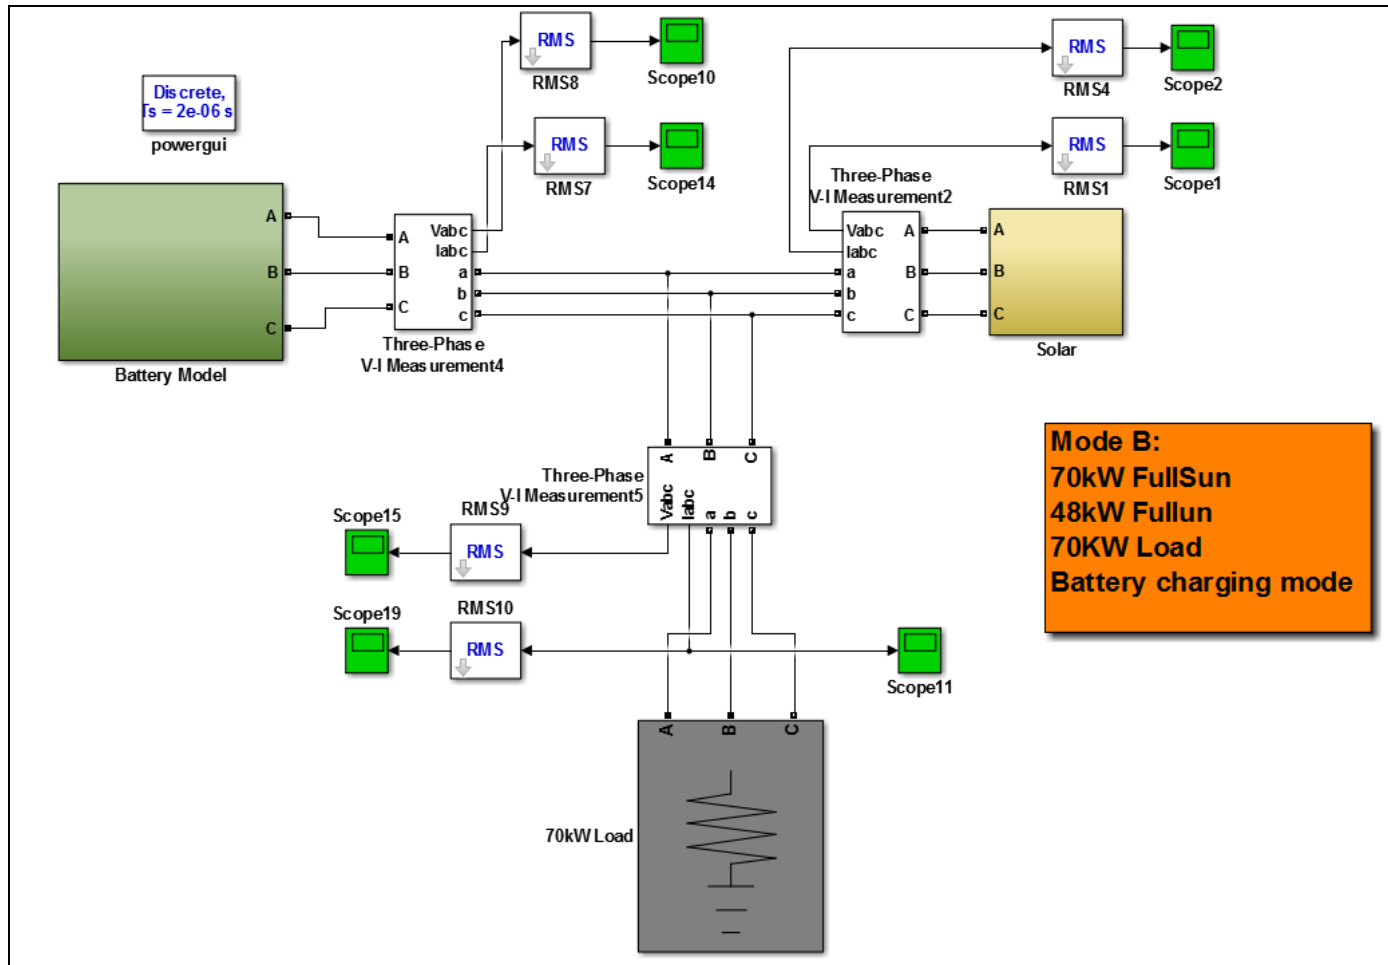 RMS
RMS8
Scope10
RMS
RMS4
Scope2
Discrete,
Ts = 2e-06 s
powergui
RMS
RMS7
Scope14
RMS
RMS1
Scope1
Three-Phase
V-I Measurement2
A
B
C
Battery Model
A
B
C
Vabc
Iabc
a
b
c
Three-Phase
V-I Measurement4
Vabc
Iabc
a
b
c
A
B
C
A
B
C
Solar
Mode B:
70kW FullSun
48kW Fullun
70KW Load
Battery charging mode
A
B
C
Three-Phase
V-I Measurement5
Vabc
Iabc
a
b
c
Scope15
RMS9
RMS
Scope19
RMS10
RMS
Scope11
A
B
C
70kW Load